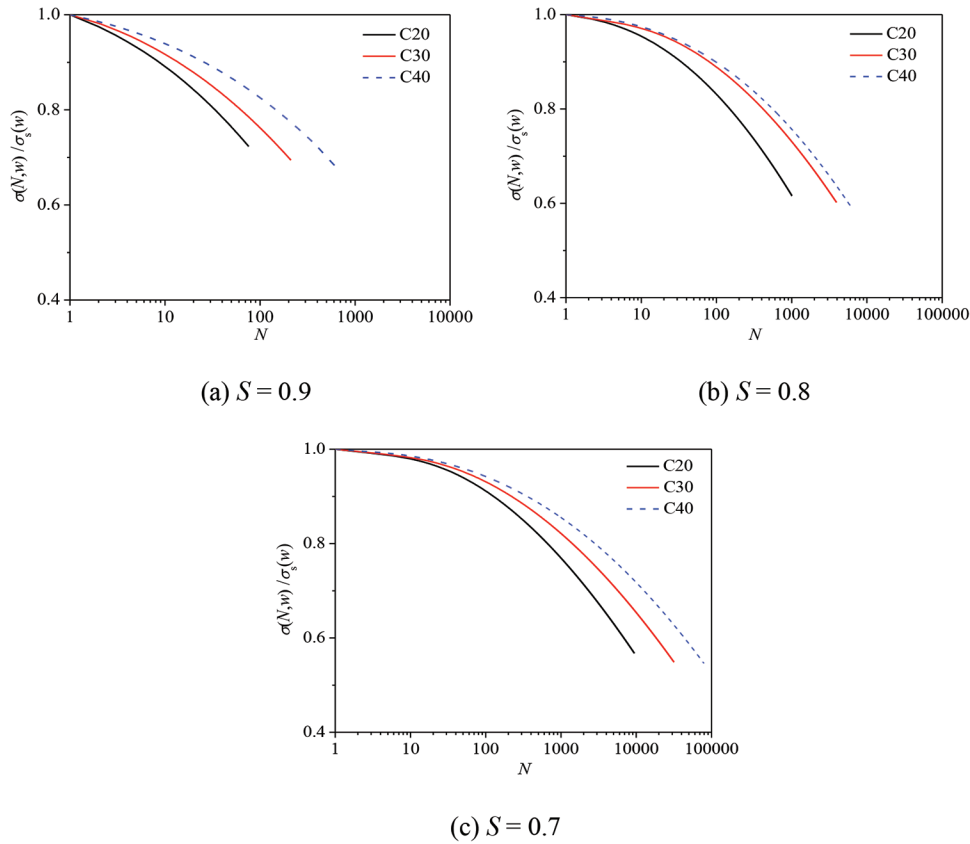 1.0
0.8
0.6
0.4
σ(N,w)/σs(w)
C20
C30
C40
1 10 100 1000 10000
N
(a) S = 0.9
1.0
0.8
0.6
0.4
σ(N,w)/σs(w)
C20
C30
C40
1 10 100 1000 10000 100000
N
(b) S = 0.8
1.0
0.8
0.6
0.4
σ(N,w)/σs(w)
C20
C30
C40
1 10 100 1000 10000 100000
N
(c) S = 0.7